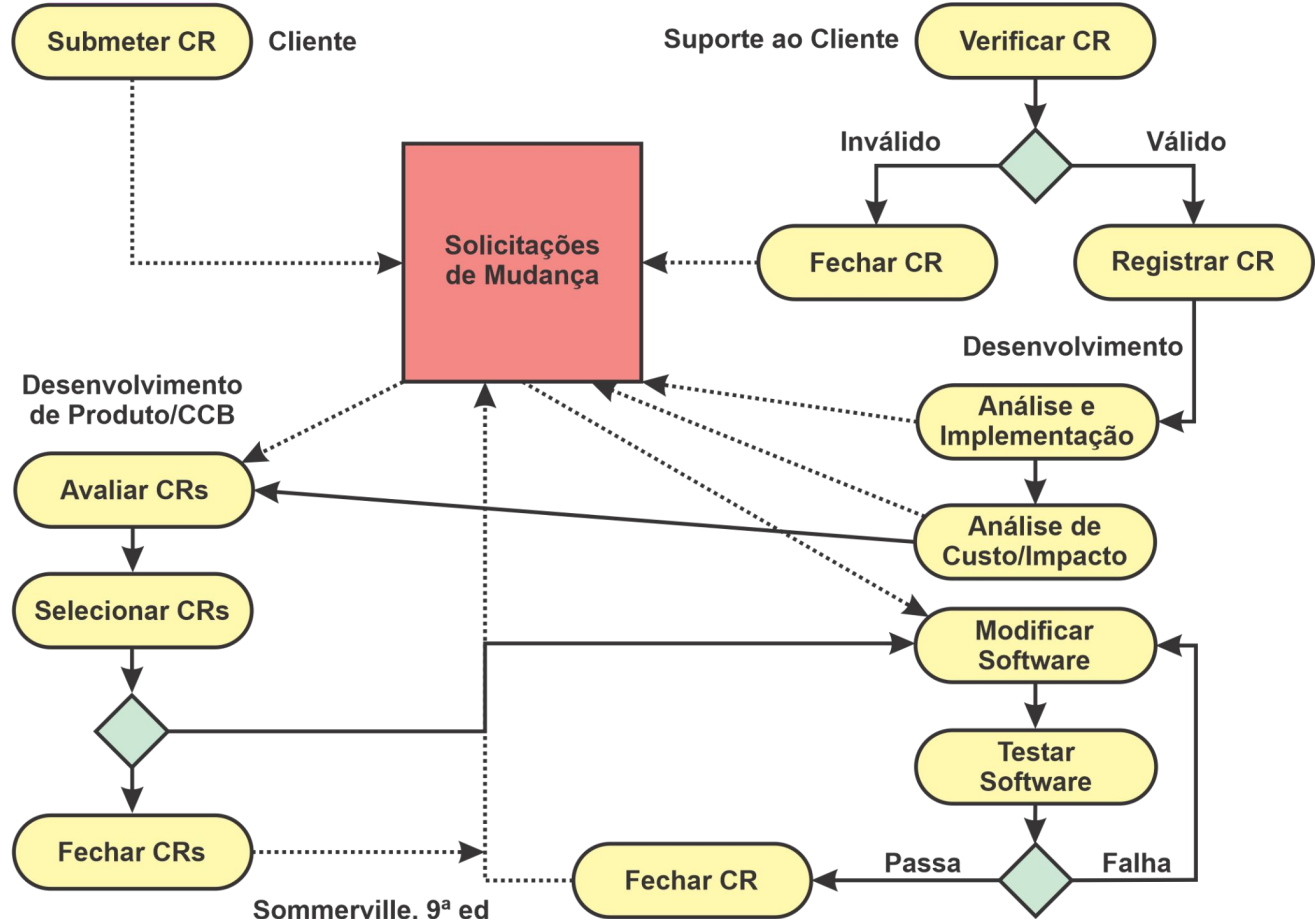 Submeter CR
Cliente
Suporte ao Cliente
Verificar CR
Inválido
Válido
Solicitações
de Mudança
Fechar CR
Registrar CR
Desenvolvimento
Desenvolvimento
de Produto/CCB
Análise e
Implementação
Avaliar CRs
Análise de
Custo/Impacto
Selecionar CRs
Modificar
Software
Testar
Software
Fechar CRs
Passa
Falha
Fechar CR
Sommerville, 9ª ed